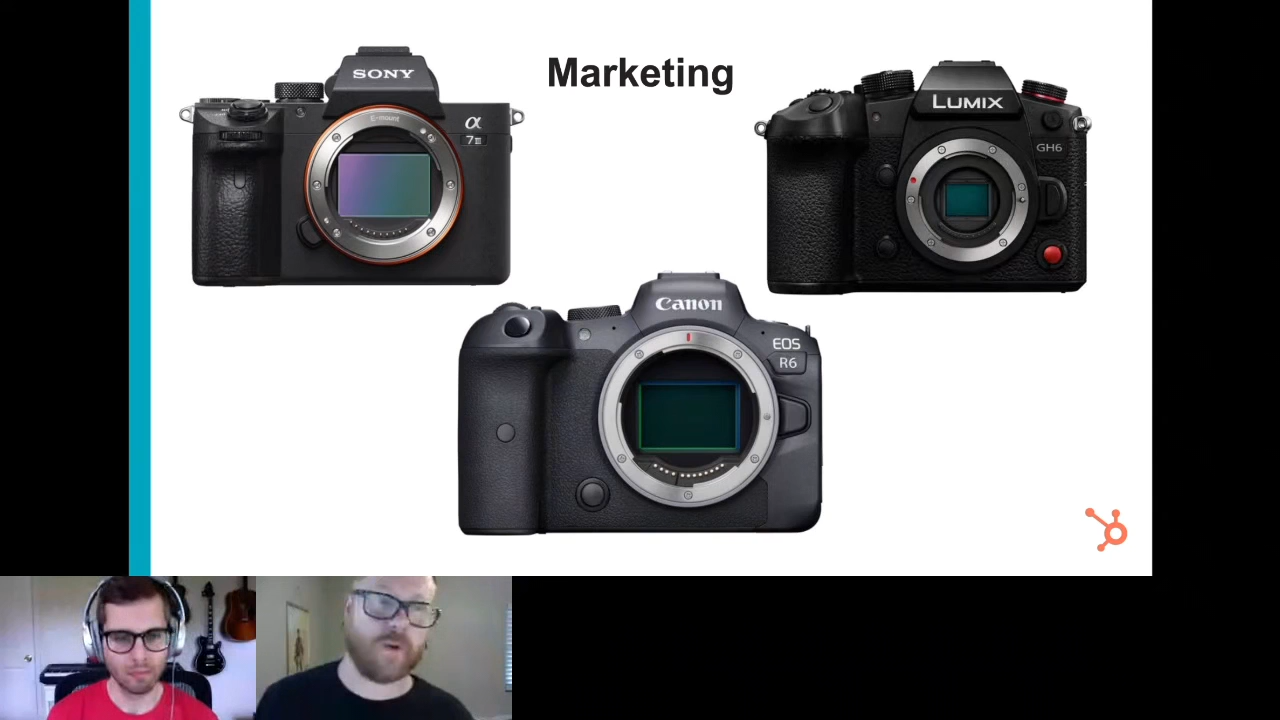 Marketing
SONY
E-mount
α
7III
LUMIX
GH6
Canon
EOS
R6